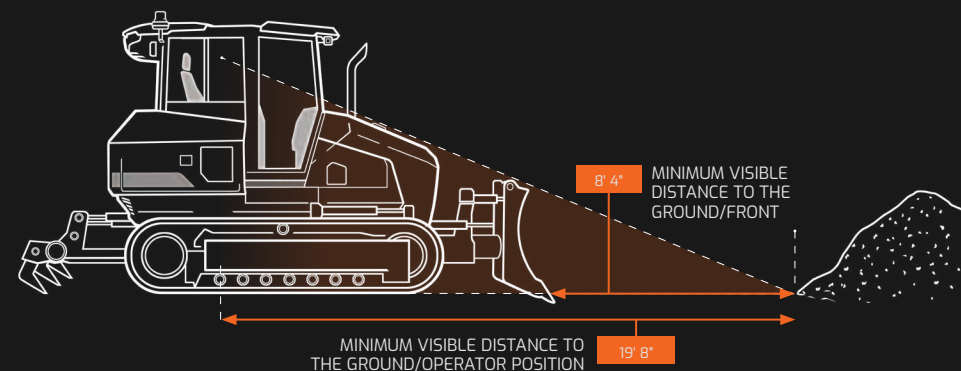 8' 4"
MINIMUM VISIBLE
DISTANCE TO THE
GROUND/FRONT
MINIMUM VISIBLE DISTANCE TO
THE GROUND/OPERATOR POSITION
19' 8"